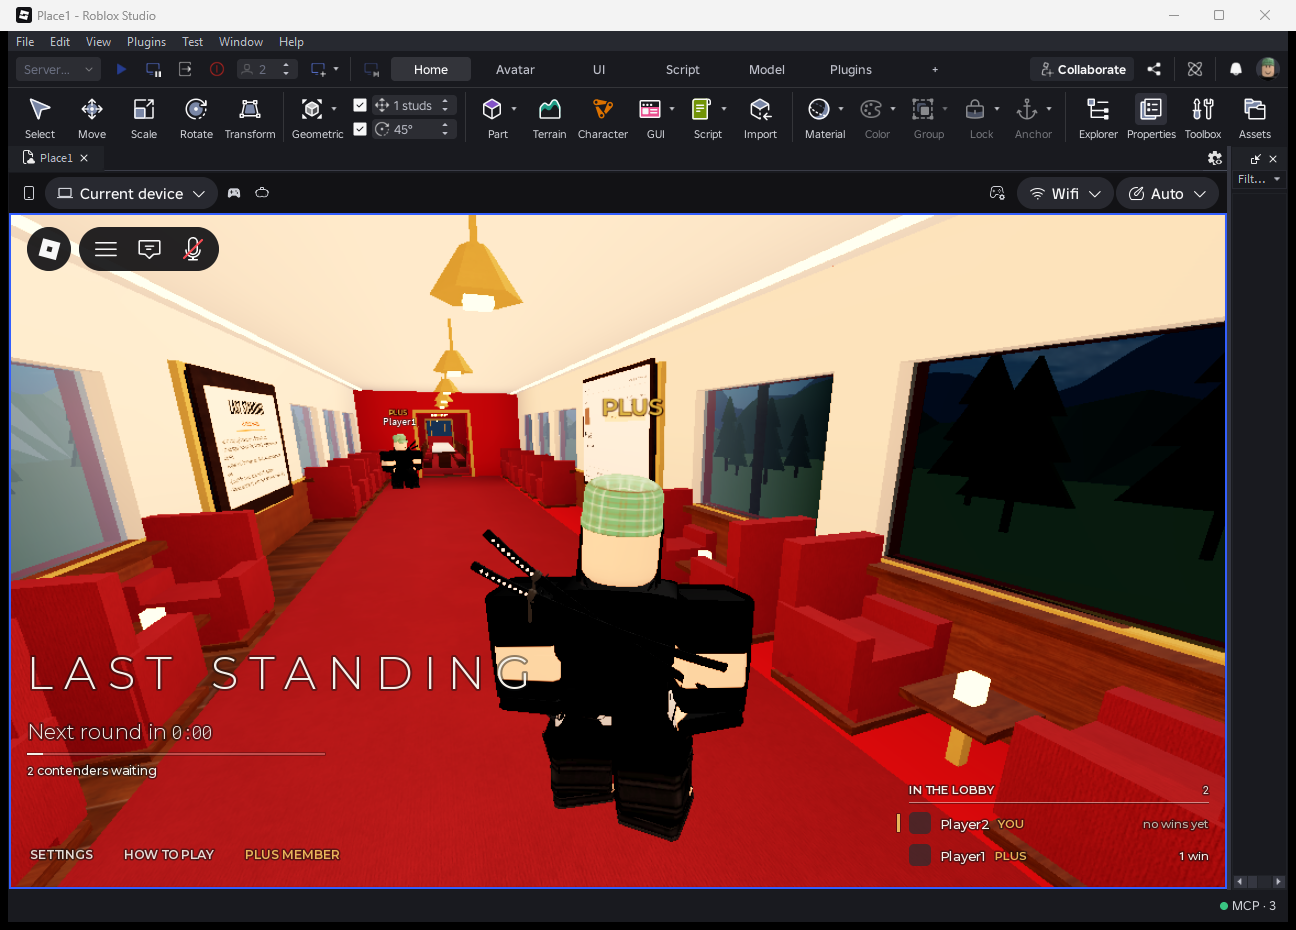 Place1 - Roblox Studio
File Edit View Plugins Test Window Help
Server... 2 Home Avatar UI Script Model Plugins + Collaborate
1 studs
45°
Select Move Scale Rotate Transform Geometric Part Terrain Character GUI Script Import Material Color Group Lock Anchor Explorer Properties Toolbox Assets
Place1
Filt...
Current device Wifi Auto
LAST STANDING
PLUS
PLUS
Player1
LAST STANDING
Next round in 0:00
2 contenders waiting
SETTINGS HOW TO PLAY PLUS MEMBER
IN THE LOBBY 2
Player2 YOU no wins yet
Player1 PLUS 1 win
MCP · 3